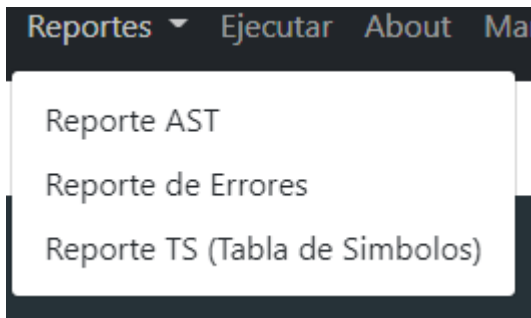 Reportes Ejecutar About
Reporte AST
Reporte de Errores
Reporte TS (Tabla de Simbolos)